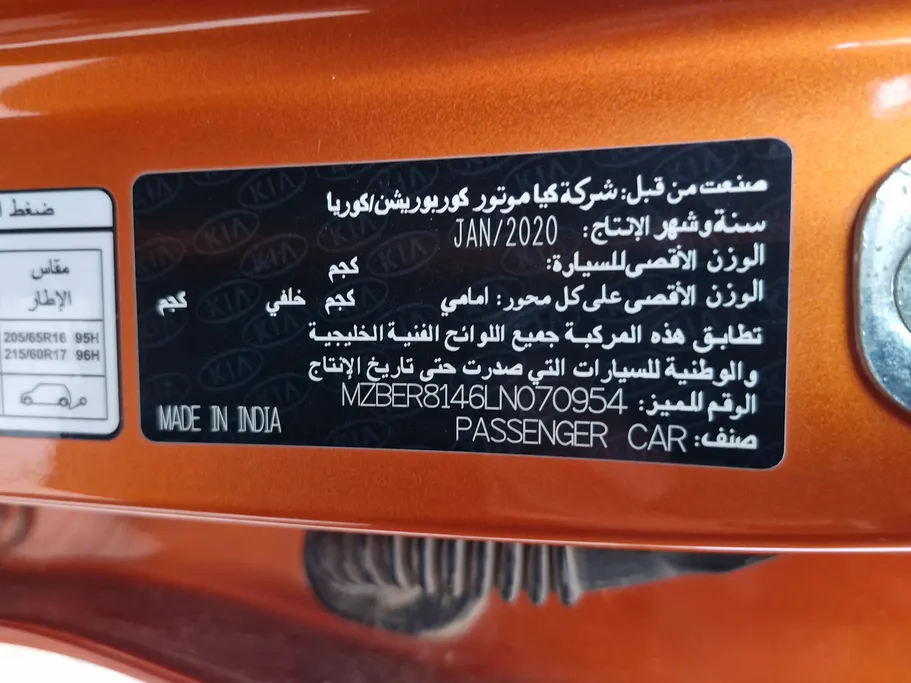 صنعت من قبل: شركة كيا موتور كوربوريشن/كوريا
سنة وشهر الإنتاج: JAN/2020
الوزن الأقصى للسيارة: كجم
الوزن الأقصى على كل محور: امامي كجم خلفي كجم
تطابق هذه المركبة جميع اللوائح الفنية الخليجية
والوطنية للسيارات التي صدرت حتى تاريخ الإنتاج
الرقم المميز: MZBER8146LN070954
صنف: PASSENGER CAR
MADE IN INDIA
ضغط
مقاس
الإطار
205/65R16 95H
215/60R17 96H